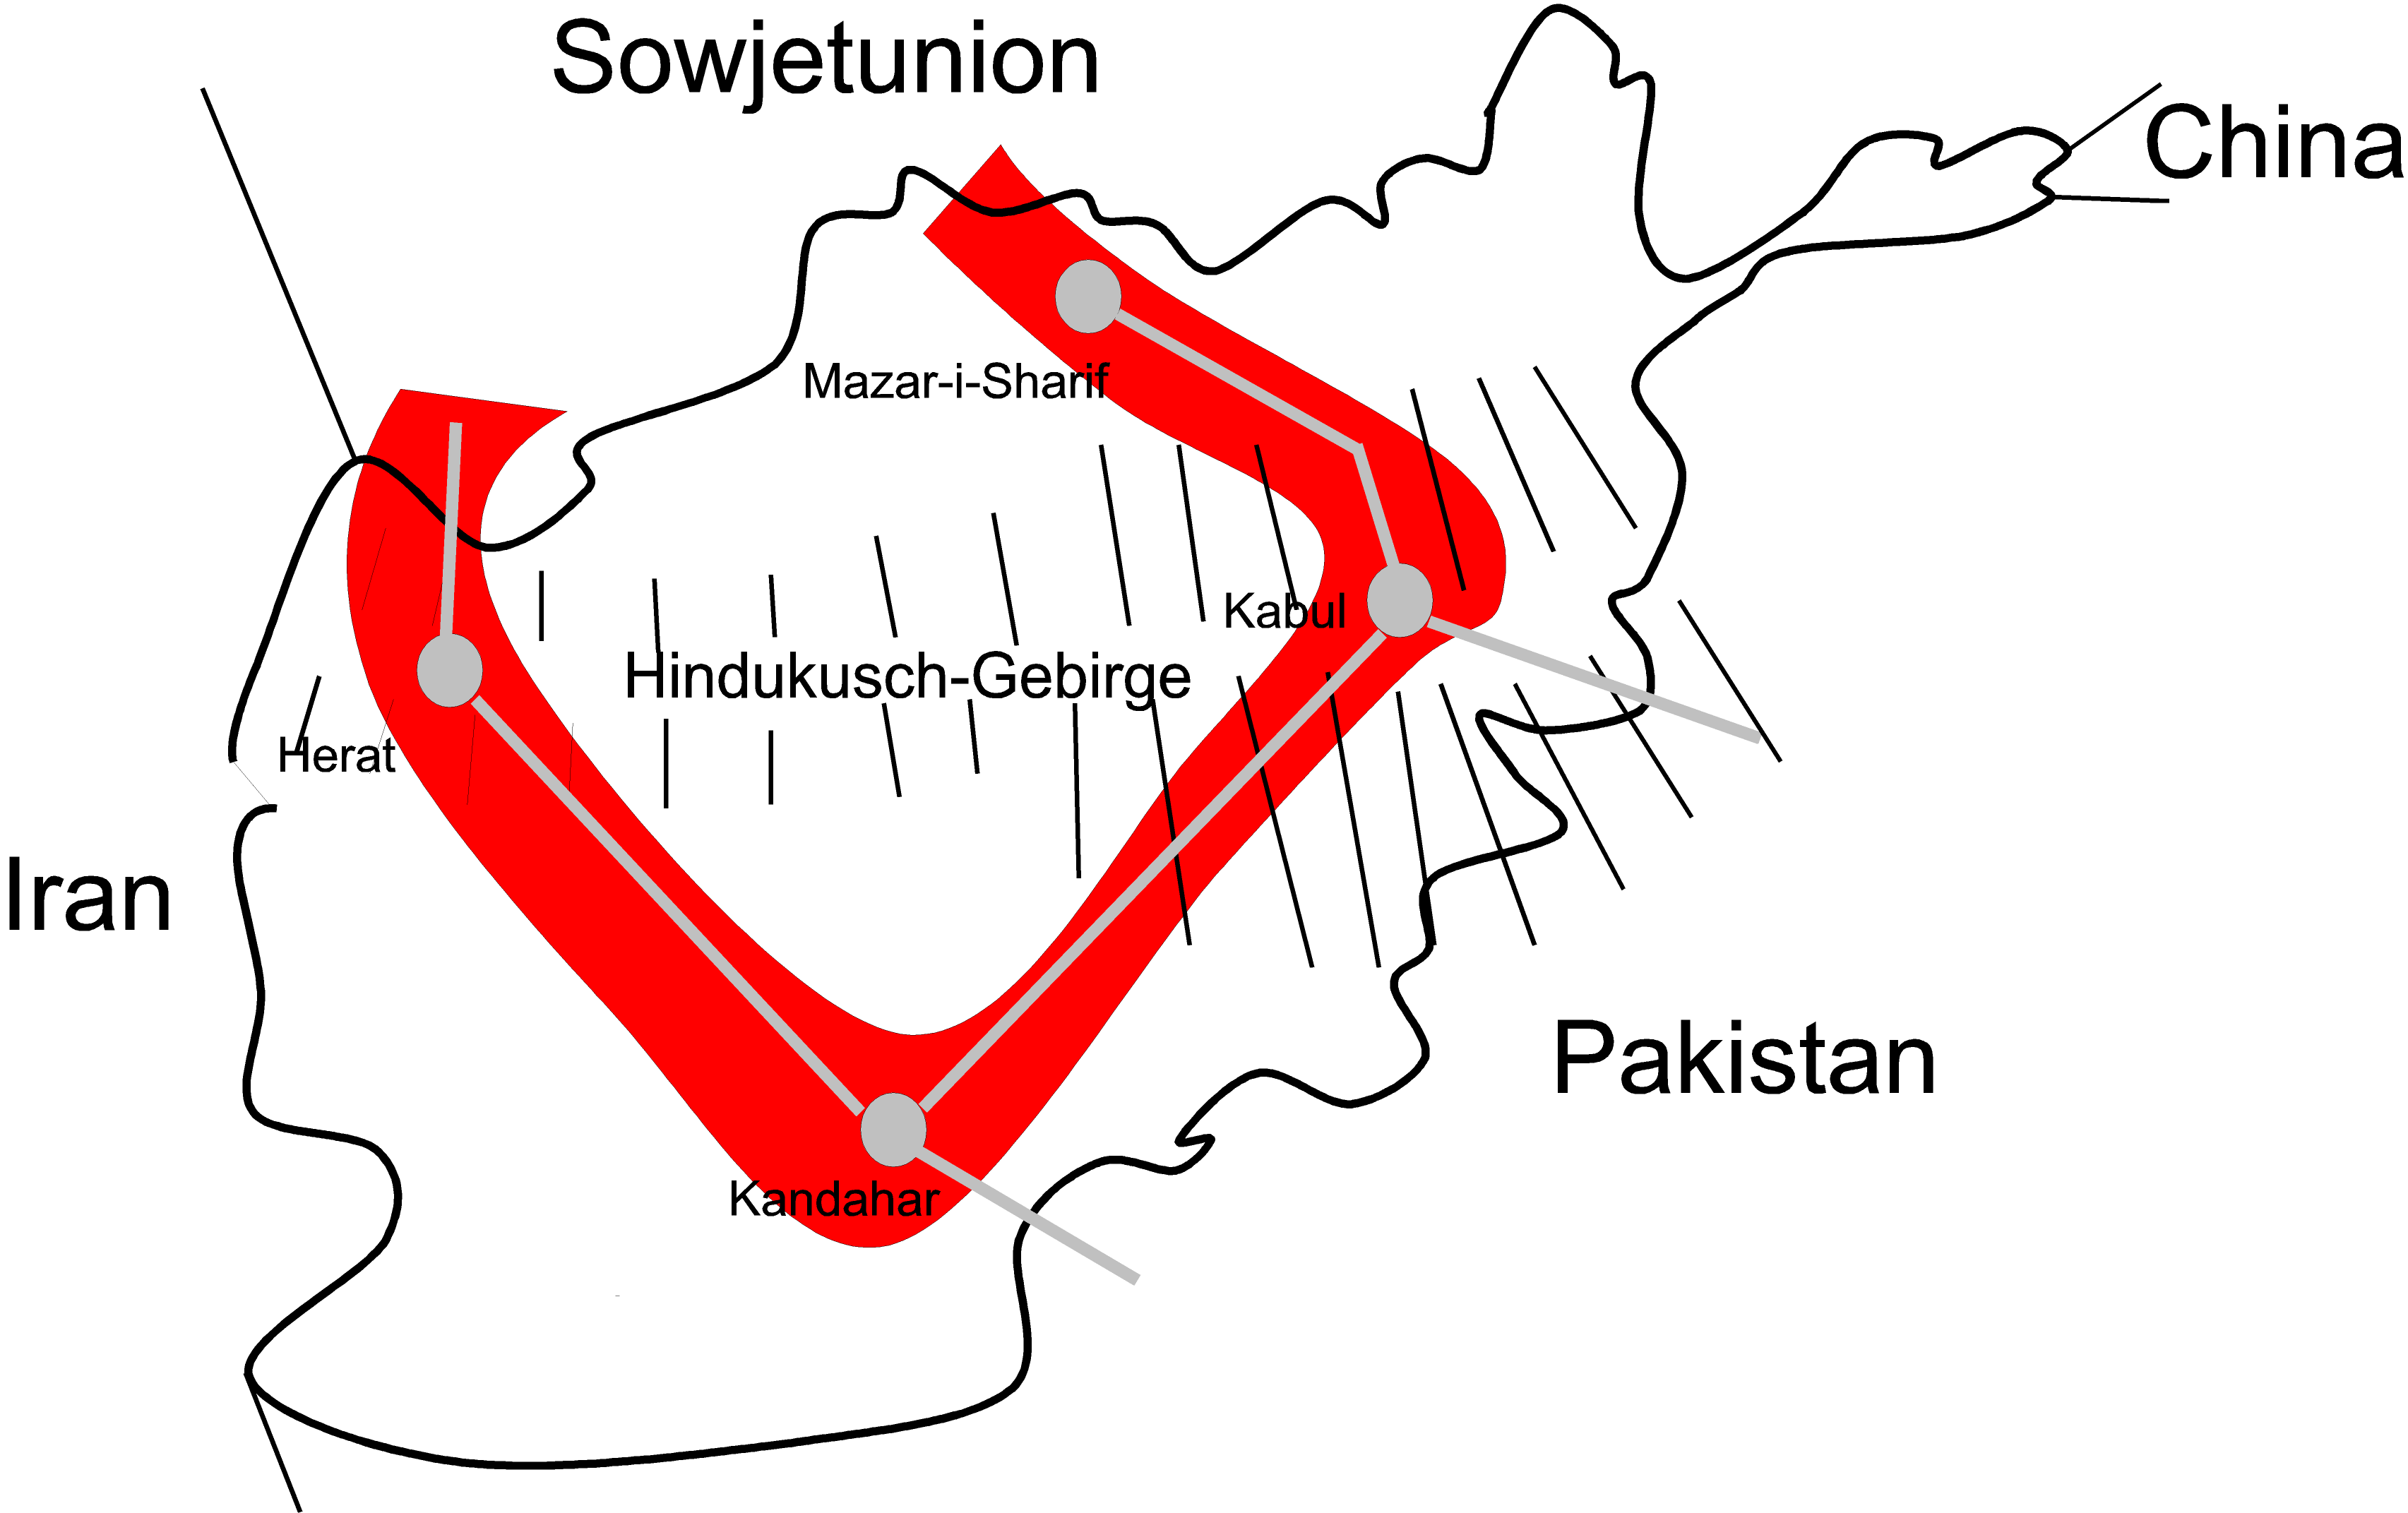 Sowjetunion
China
Mazar-i-Sharif
Kabul
Hindukusch-Gebirge
Herat
Iran
Pakistan
Kandahar